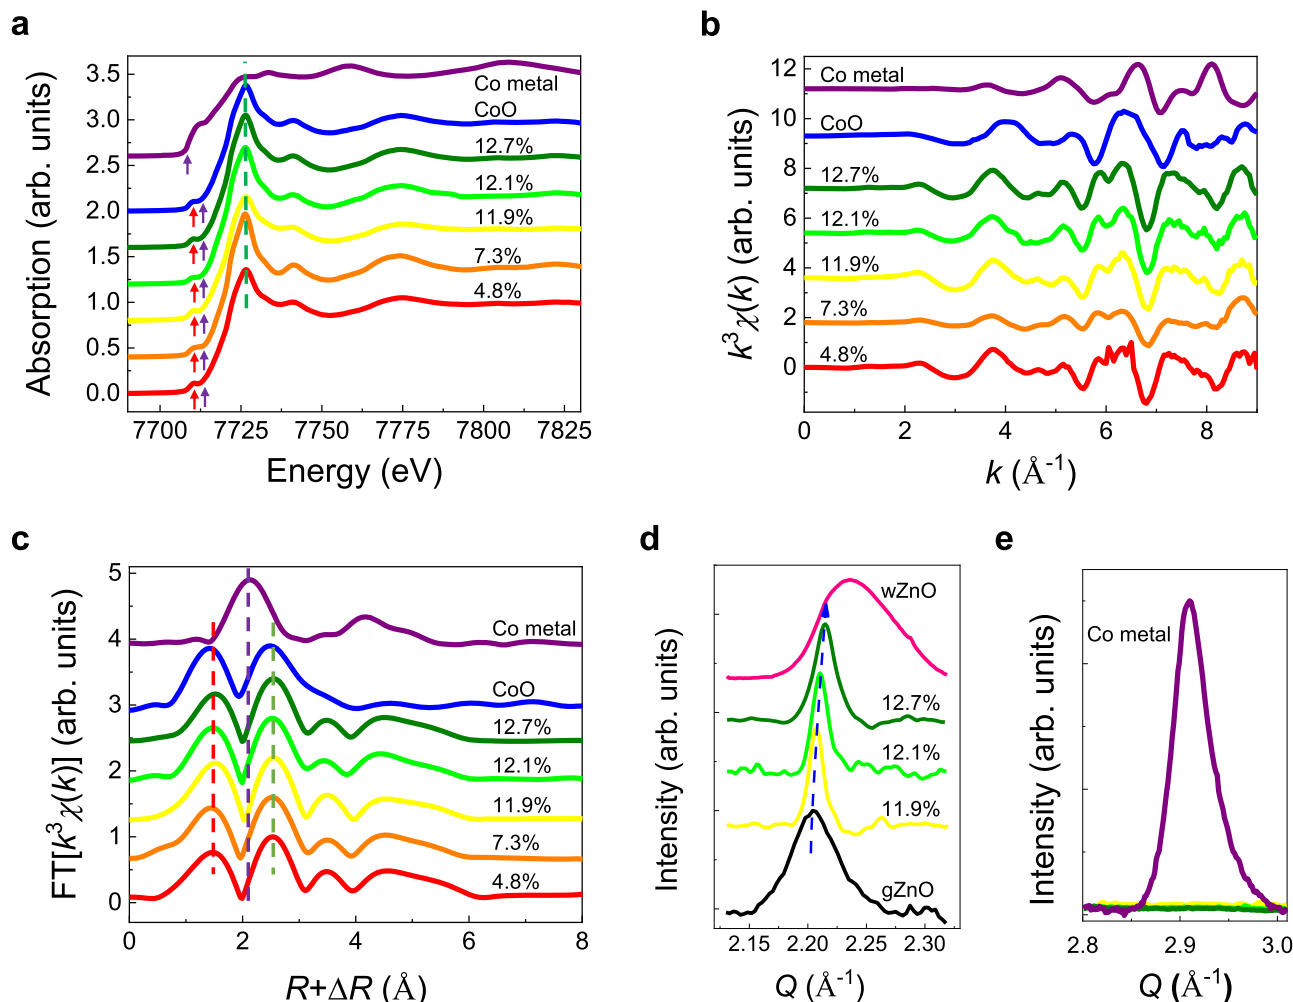 a
Absorption (arb. units)
3.5
3.0
2.5
2.0
1.5
1.0
0.5
0.0
Co metal
CoO
12.7%
12.1%
11.9%
7.3%
4.8%
7700
7725
7750
7775
7800
7825
Energy (eV)
b
k³χ(k) (arb. units)
12
10
8
6
4
2
0
Co metal
CoO
12.7%
12.1%
11.9%
7.3%
4.8%
0
2
4
6
8
k (Å⁻¹)
c
FT[k³χ(k)] (arb. units)
5
4
3
2
1
0
Co metal
CoO
12.7%
12.1%
11.9%
7.3%
4.8%
0
2
4
6
8
R+ΔR (Å)
d
Intensity (arb. units)
wZnO
12.7%
12.1%
11.9%
gZnO
2.15
2.20
2.25
2.30
Q (Å⁻¹)
e
Intensity (arb. units)
Co metal
2.8
2.9
3.0
Q (Å⁻¹)